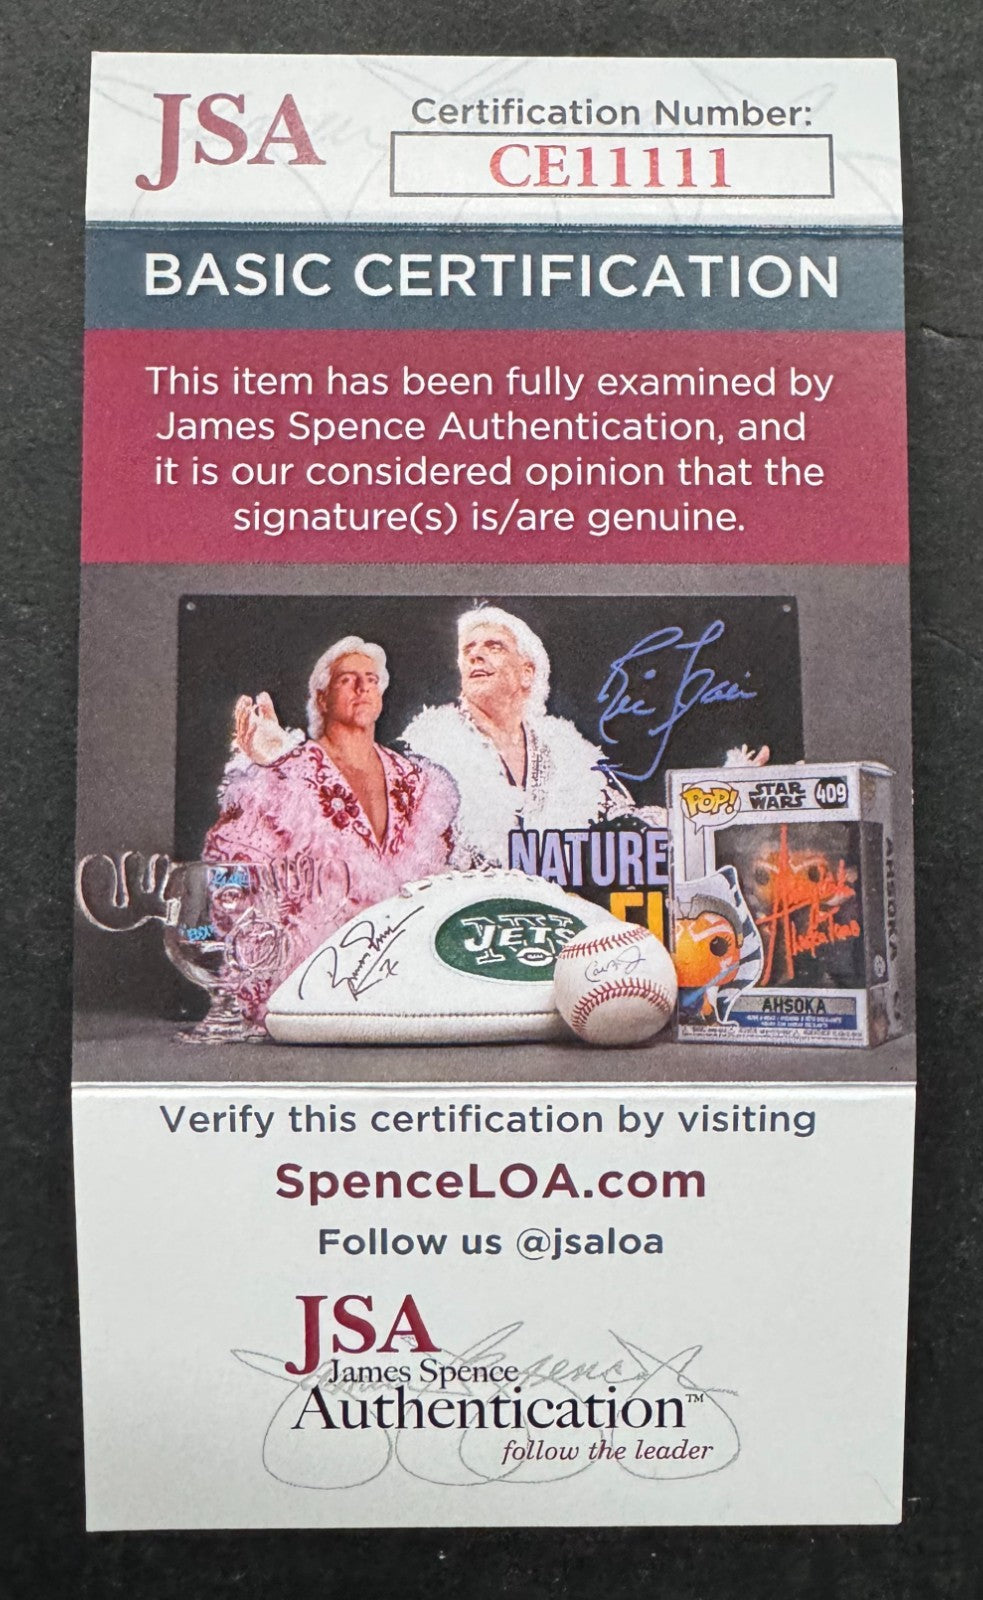 JSA
Certification Number:
CE11111
BASIC CERTIFICATION
This item has been fully examined by
James Spence Authentication, and
it is our considered opinion that the
signature(s) is/are genuine.
POP!
STAR
WARS
409
NATURE
JETS
AHSOKA
Verify this certification by visiting
SpenceLOA.com
Follow us @jsaloa
JSA
James Spence
Authentication™
follow the leader